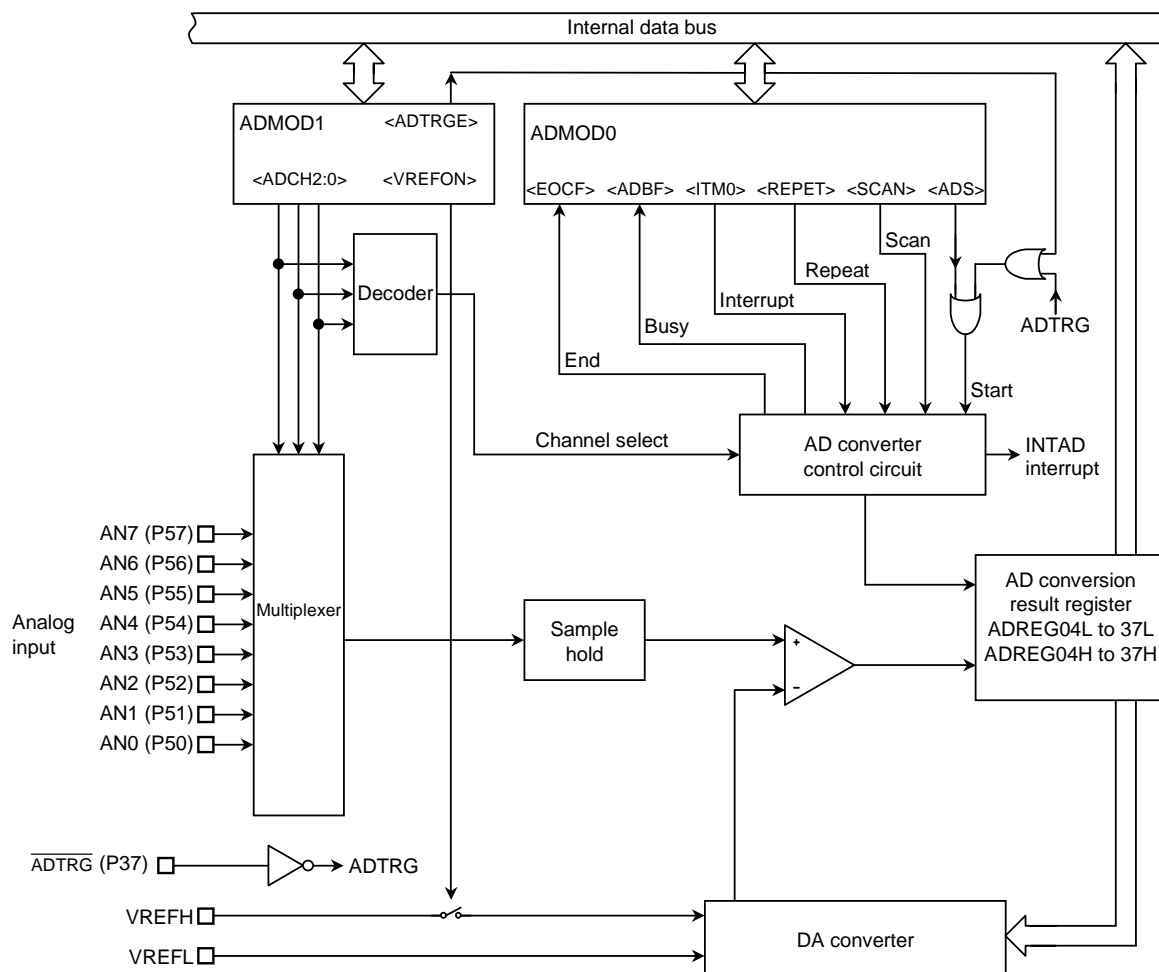 Internal data bus
ADMOD1
<ADTRGE>
<ADCH2:0>
<VREFON>
ADMOD0
<EOCF>
<ADBF>
<ITM0>
<REPET>
<SCAN>
<ADS>
Decoder
Scan
Repeat
Interrupt
Busy
End
ADTRG
Start
Channel select
AD converter
control circuit
INTAD
interrupt
AN7 (P57)
AN6 (P56)
AN5 (P55)
AN4 (P54)
AN3 (P53)
AN2 (P52)
AN1 (P51)
AN0 (P50)
Analog
input
Multiplexer
Sample
hold
+
−
AD conversion
result register
ADREG04L to 37L
ADREG04H to 37H
ADTRG (P37)
ADTRG
VREFH
VREFL
DA converter